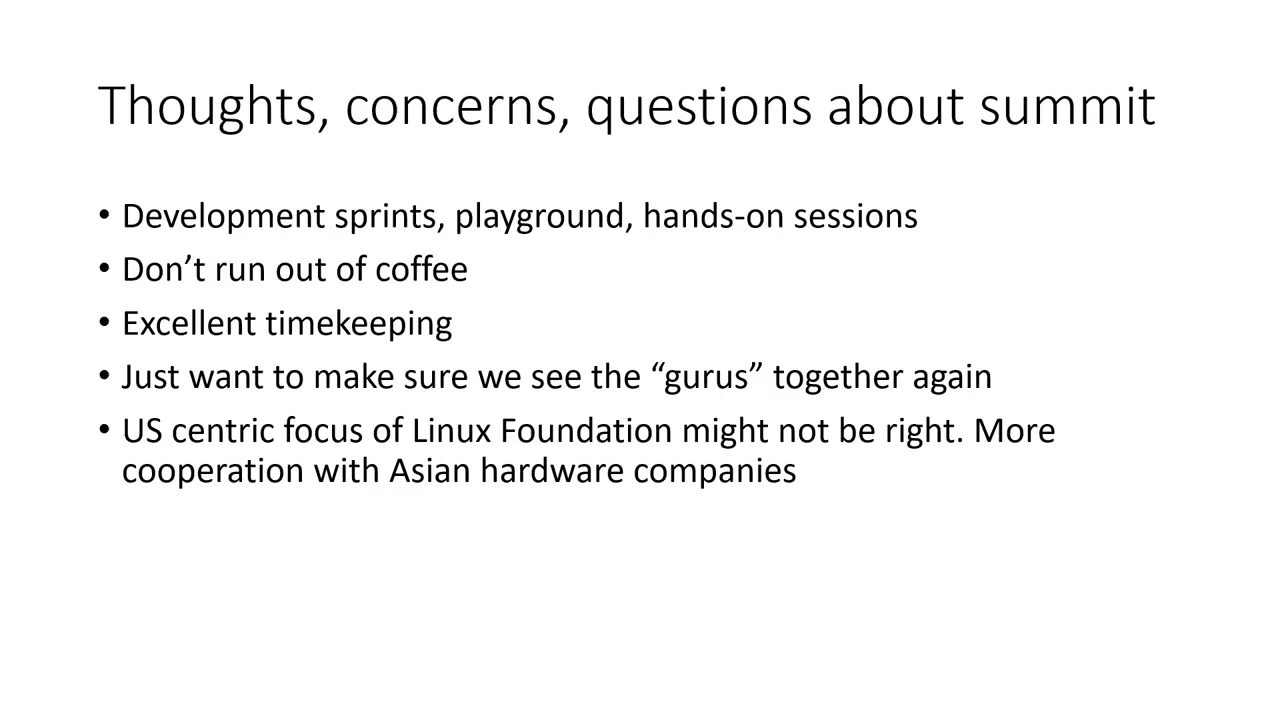 Thoughts, concerns, questions about summit
• Development sprints, playground, hands-on sessions
• Don’t run out of coffee
• Excellent timekeeping
• Just want to make sure we see the “gurus” together again
• US centric focus of Linux Foundation might not be right. More
cooperation with Asian hardware companies